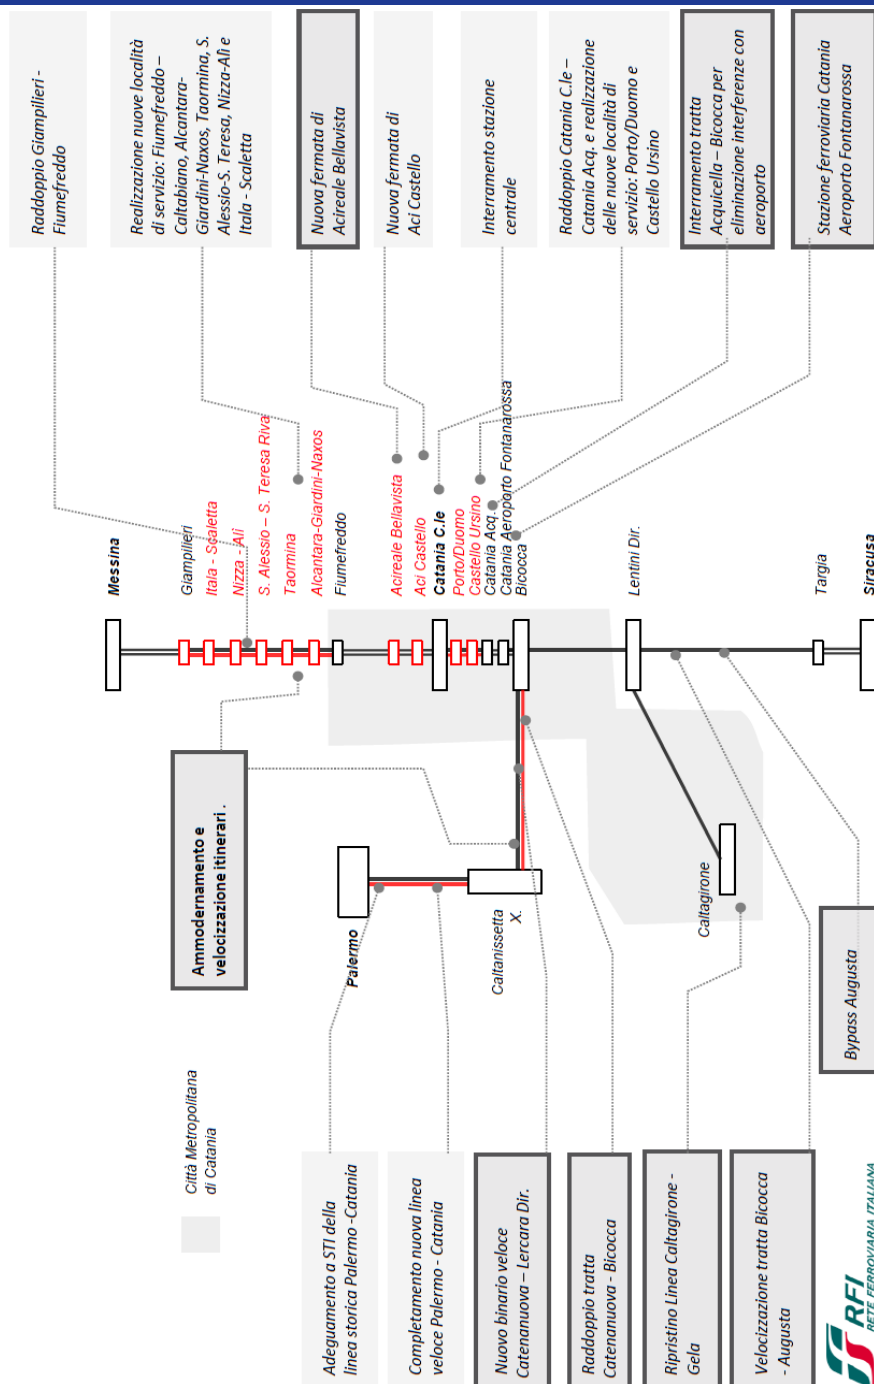 Raddoppio Giampilieri -
Fiumefreddo
Realizzazione nuove località
di servizio: Fiumefreddo –
Caltabiano, Alcantara-
Giardini-Naxos, Taormina, S.
Alessio-S. Teresa, Nizza-Alì e
Itala - Scaletta
Nuova fermata di
Acireale Bellavista
Nuova fermata di
Aci Castello
Interramento stazione
centrale
Raddoppio Catania C.le –
Catania Acq. e realizzazione
delle nuove località di
servizio: Porto/Duomo e
Castello Ursino
Interramento tratta
Acquicella – Bicocca per
eliminazione interferenze con
aeroporto
Stazione ferroviaria Catania
Aeroporto Fontanarossa
Messina
Giampilieri
Itala - Scaletta
Nizza - Alì
S. Alessio – S. Teresa Riva
Taormina
Alcantara-Giardini-Naxos
Fiumefreddo
Acireale Bellavista
Aci Castello
Catania C.le
Porto/Duomo
Castello Ursino
Catania Acq.
Catania Aeroporto Fontanarossa
Bicocca
Lentini Dir.
Targia
Siracusa
Ammodernamento e
velocizzazione itinerari .
Palermo
Caltanissetta
X.
Caltagirone
Bypass Augusta
Città Metropolitana
di Catania
Adeguamento a STI della
linea storica Palermo -Catania
Completamento nuova linea
veloce Palermo - Catania
Nuovo binario veloce
Catenanuova – Lercara Dir.
Raddoppio tratta
Catenanuova - Bicocca
Ripristino Linea Caltagirone -
Gela
Velocizzazione tratta Bicocca
- Augusta
RFI
RETE FERROVIARIA ITALIANA